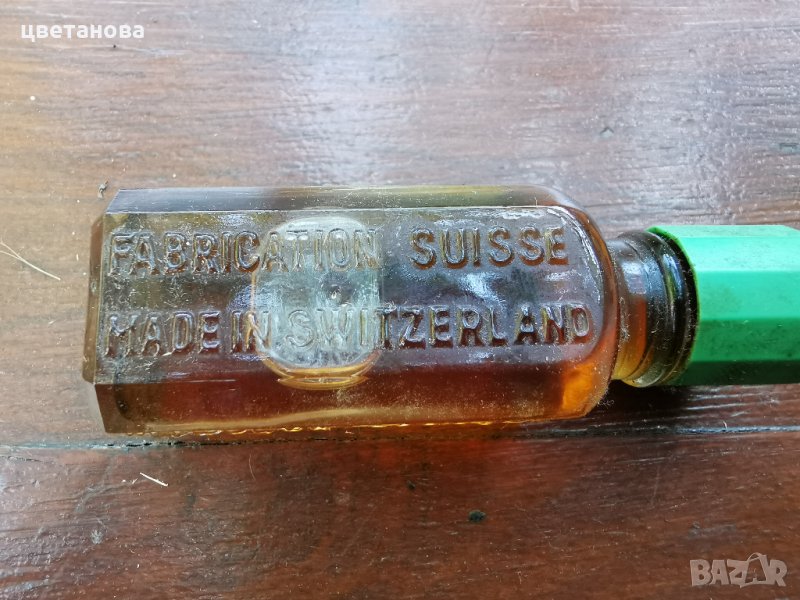 цветанова
FABRICATION SUISSE
MADE IN SWITZERLAND
BAZAR